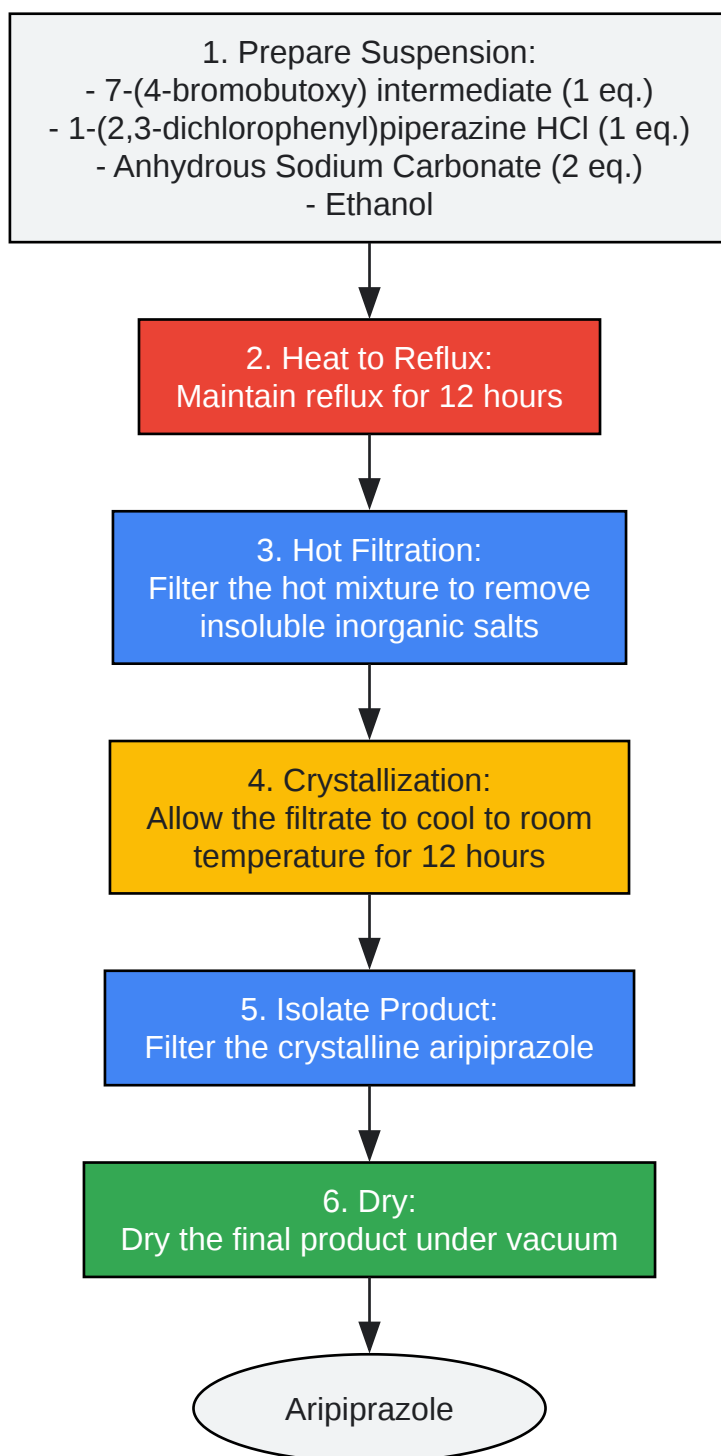 1. Prepare Suspension:
- 7-(4-bromobutoxy) intermediate (1 eq.)
- 1-(2,3-dichlorophenyl)piperazine HCl (1 eq.)
- Anhydrous Sodium Carbonate (2 eq.)
- Ethanol
2. Heat to Reflux:
Maintain reflux for 12 hours
3. Hot Filtration:
Filter the hot mixture to remove
insoluble inorganic salts
4. Crystallization:
Allow the filtrate to cool to room
temperature for 12 hours
5. Isolate Product:
Filter the crystalline aripiprazole
6. Dry:
Dry the final product under vacuum
Aripiprazole